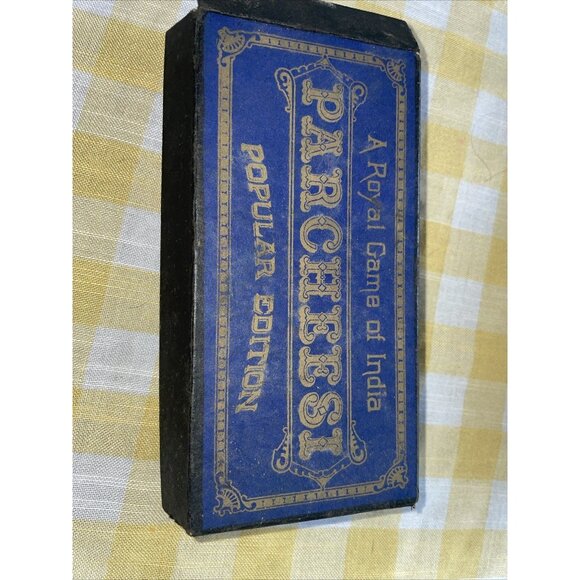 A Royal Game of India
PARCHEESI
POPULAR EDITION